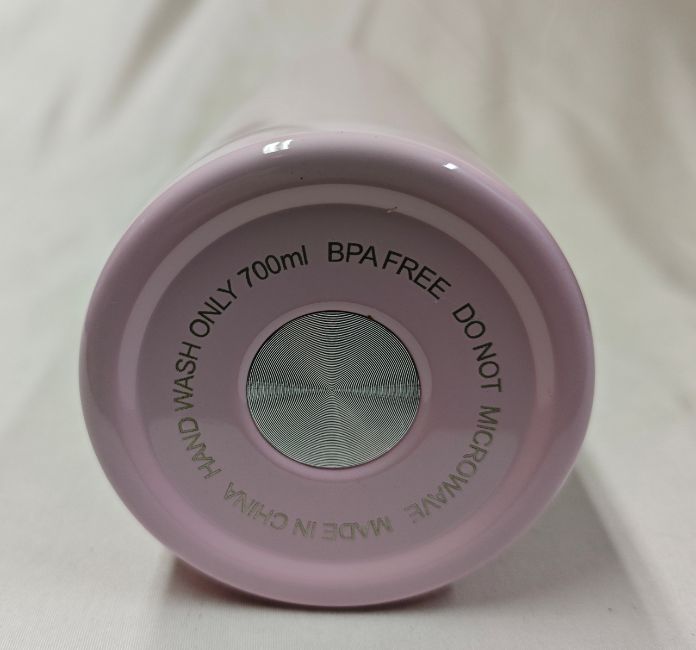 HAND WASH ONLY 700ml BPA FREE DO NOT MICROWAVE MADE IN CHINA